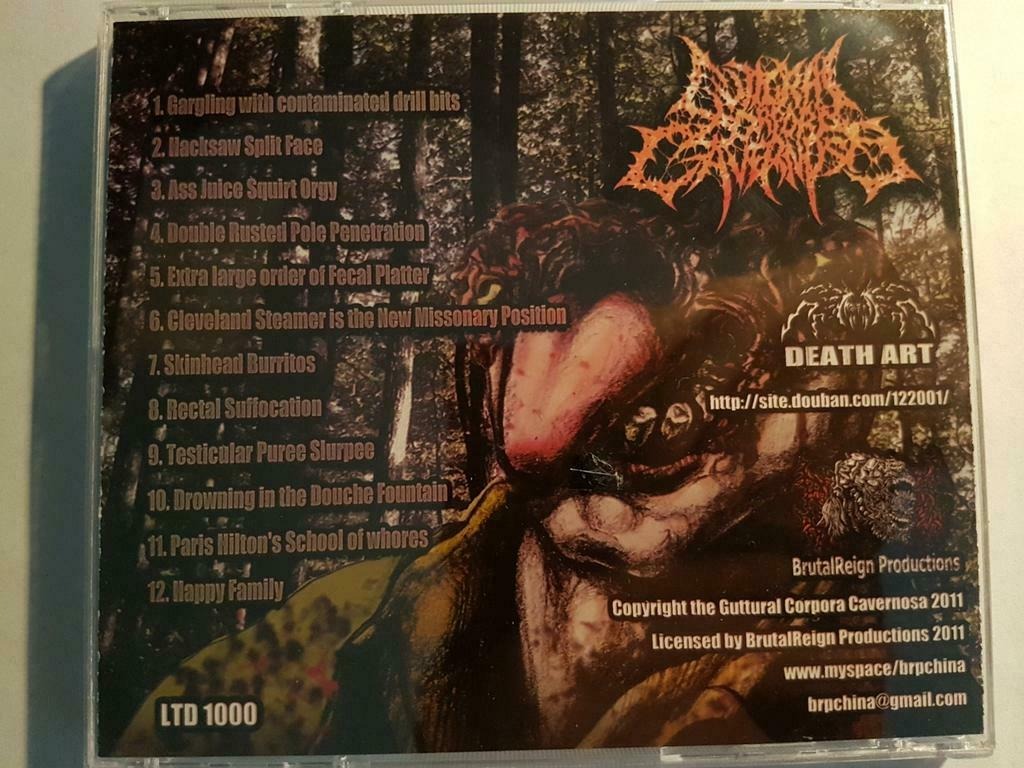 1. Gargling with contaminated drill bits
2. Hacksaw Split Face
3. Ass Juice Squirt Orgy
4. Double Rusted Pole Penetration
5. Extra large order of Fecal Platter
6. Cleveland Steamer is the New Missonary Position
7. Skinhead Burritos
8. Rectal Suffocation
9. Testicular Puree Slurpee
10. Drowning in the Douche Fountain
11. Paris Hilton's School of whores
12. Happy Family
LTD 1000
GUTTURAL
CORPORA
CAVERNOSA
DEATH ART
http://site.douban.com/122001/
BrutalReign Productions
Copyright the Guttural Corpora Cavernosa 2011
Licensed by BrutalReign Productions 2011
www.myspace/brpchina
brpchina@gmail.com